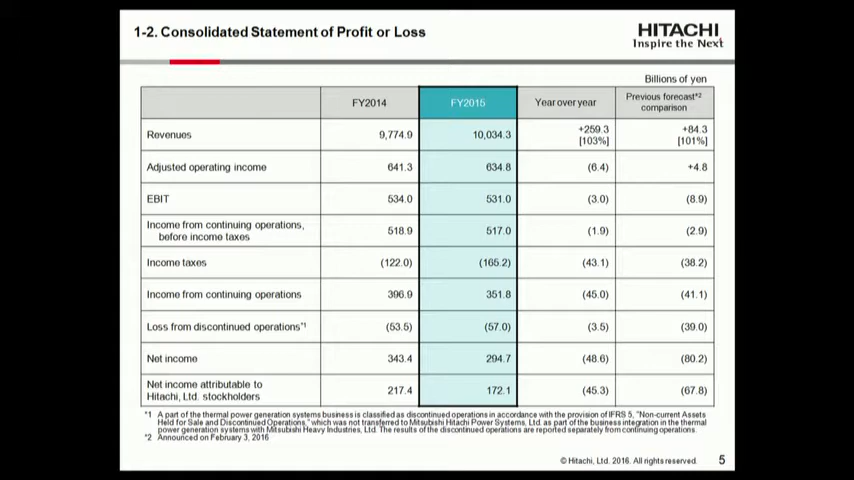 1-2. Consolidated Statement of Profit or Loss
HITACHI
Inspire the Next
Billions of yen
FY2014 FY2015 Year over year Previous forecast*2 comparison
Revenues 9,774.9 10,034.3 +259.3 [103%] +84.3 [101%]
Adjusted operating income 641.3 634.8 (6.4) +4.8
EBIT 534.0 531.0 (3.0) (8.9)
Income from continuing operations, before income taxes 518.9 517.0 (1.9) (2.9)
Income taxes (122.0) (165.2) (43.1) (38.2)
Income from continuing operations 396.9 351.8 (45.0) (41.1)
Loss from discontinued operations*1 (53.5) (57.0) (3.5) (39.0)
Net income 343.4 294.7 (48.6) (80.2)
Net income attributable to Hitachi, Ltd. stockholders 217.4 172.1 (45.3) (67.8)
*1 A part of the thermal power generation systems business is classified as discontinued operations in accordance with the provision of IFRS 5, "Non-current Assets
Held for Sale and Discontinued Operations," which was not transferred to Mitsubishi Hitachi Power Systems, Ltd. as part of the business integration in the thermal
power generation systems with Mitsubishi Heavy Industries, Ltd. The results of the discontinued operations are reported separately from continuing operations.
*2 Announced on February 3, 2016
© Hitachi, Ltd. 2016. All rights reserved. 5